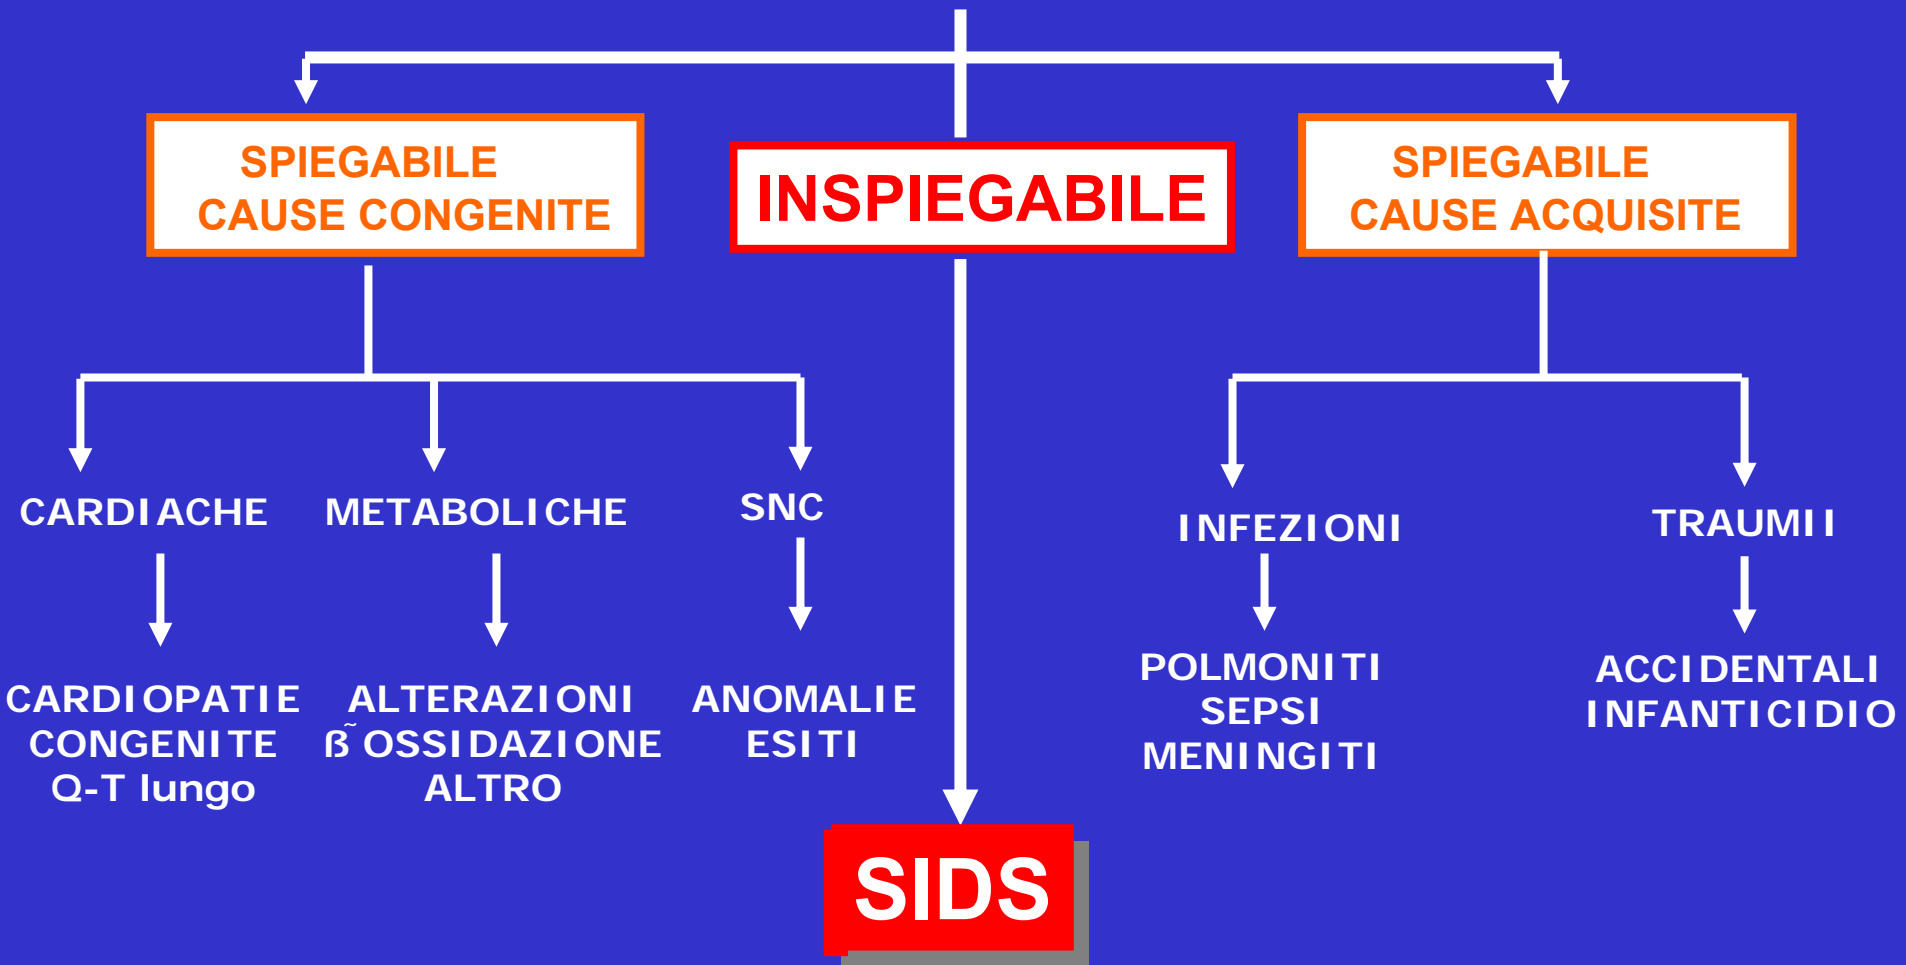 SPIEGABILE
CAUSE CONGENITE
INSPIEGABILE
SPIEGABILE
CAUSE ACQUISITE
CARDIACHE
METABOLICHE
SNC
INFEZIONI
TRAUMII
CARDIOPATIE
CONGENITE
Q-T lungo
ALTERAZIONI
ß˜OSSIDAZIONE
ALTRO
ANOMALIE
ESITI
POLMONITI
SEPSI
MENINGITI
ACCIDENTALI
INFANTICIDIO
SIDS